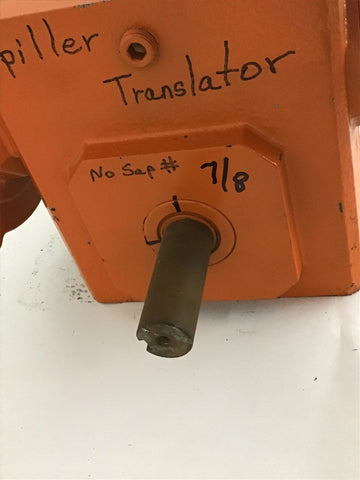 piller
Translator
No Sap # 7/8